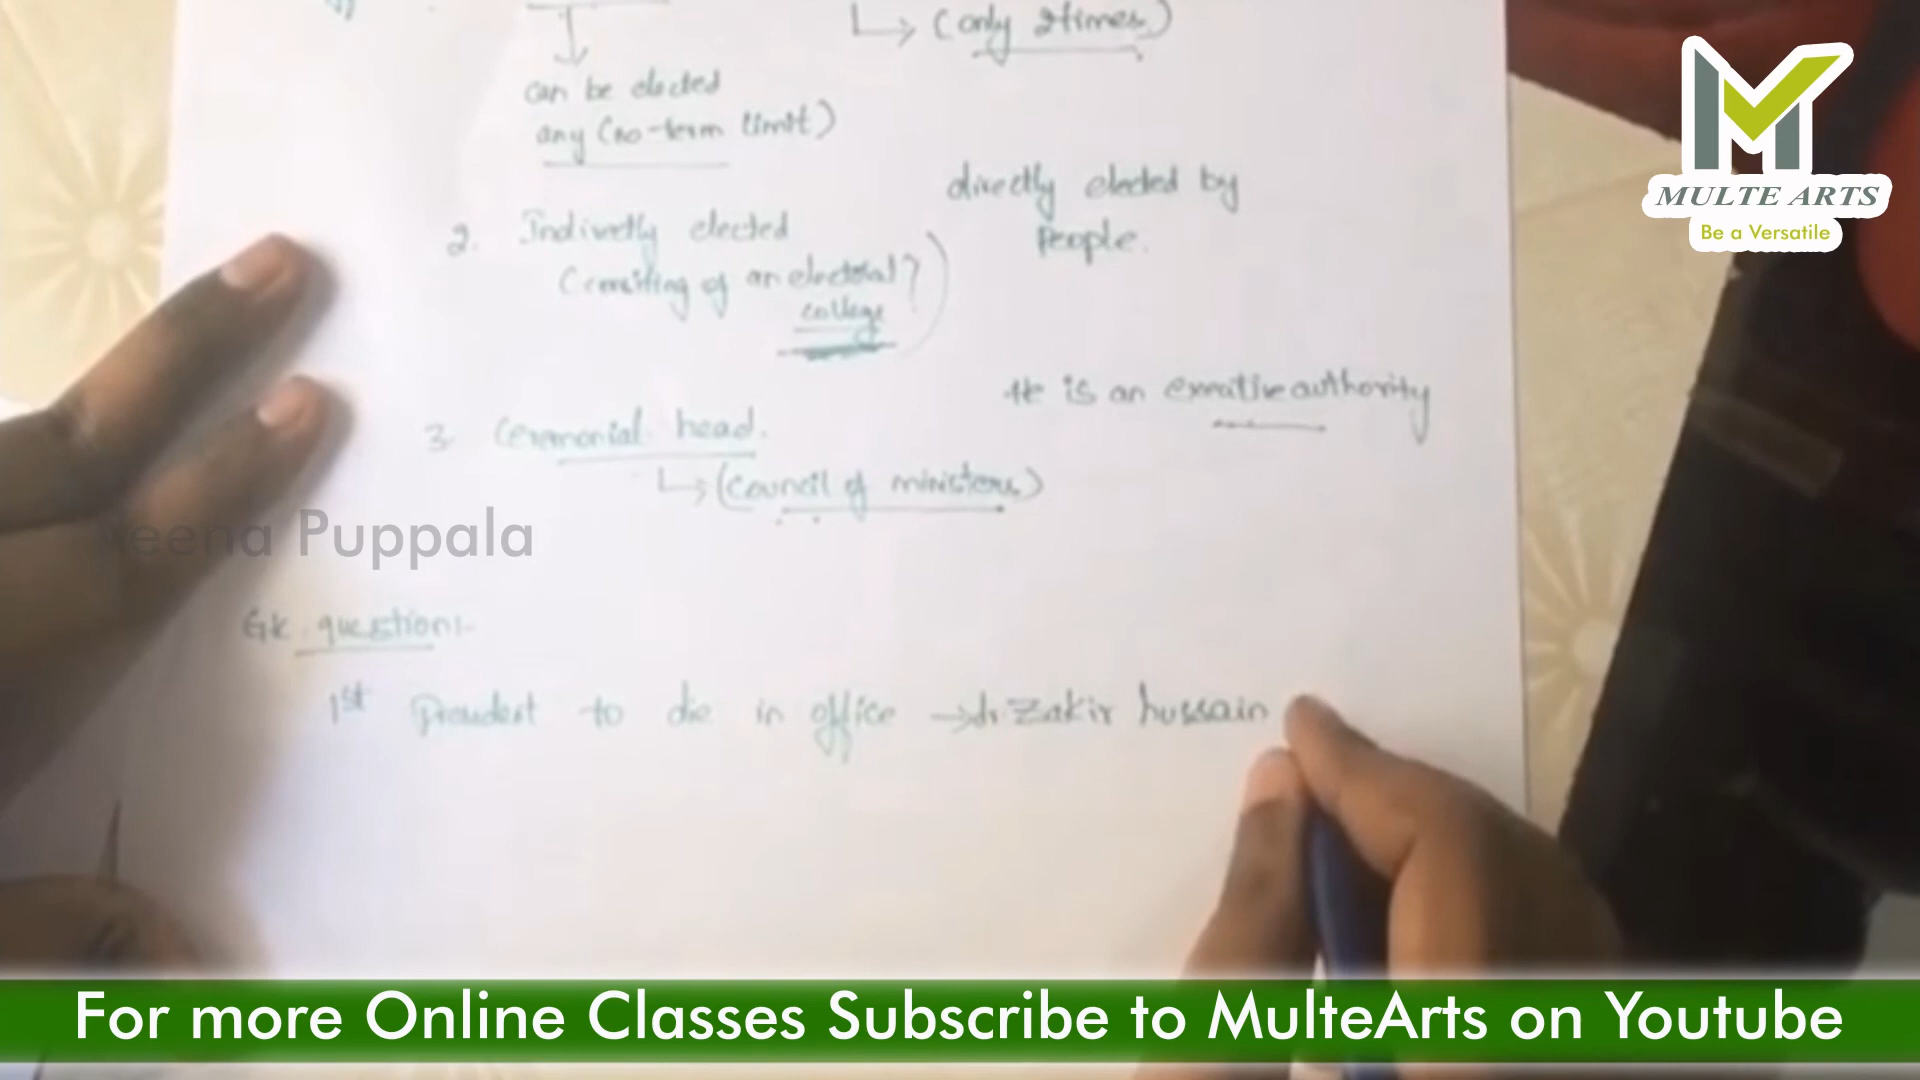 (only 2times)
can be elected
any (no-term limit)
directly elected by
People.
2. Indirectly elected
(consiting of an electoral?
college
He is an executive authority
3 Ceremonial head.
(council of ministers)
eena Puppala
Gk question:-
1st President to die in office → dr. Zakir hussain
MULTE ARTS
Be a Versatile
For more Online Classes Subscribe to MulteArts on Youtube